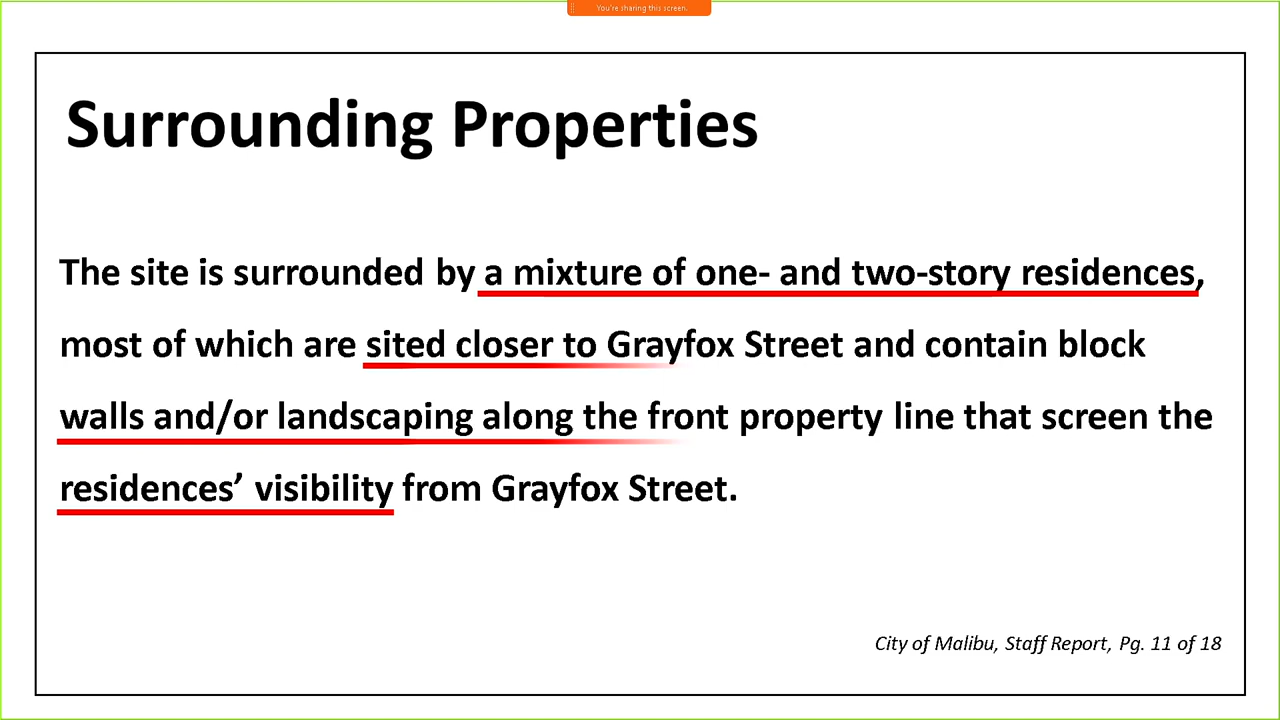 You're sharing this screen.
Surrounding Properties
The site is surrounded by a mixture of one- and two-story residences,
most of which are sited closer to Grayfox Street and contain block
walls and/or landscaping along the front property line that screen the
residences’ visibility from Grayfox Street.
City of Malibu, Staff Report, Pg. 11 of 18